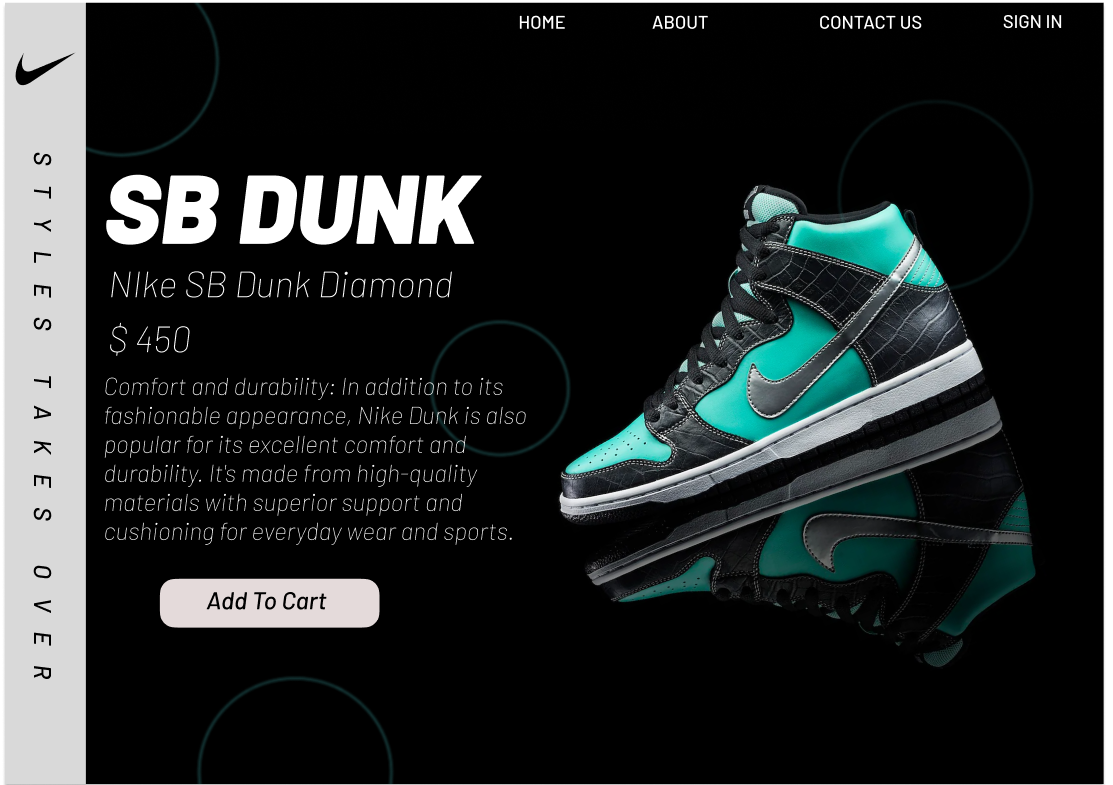 HOME ABOUT CONTACT US SIGN IN
STYLES TAKES OVER
SB DUNK
NIke SB Dunk Diamond
$ 450
Comfort and durability: In addition to its
fashionable appearance, Nike Dunk is also
popular for its excellent comfort and
durability. It's made from high-quality
materials with superior support and
cushioning for everyday wear and sports.
Add To Cart